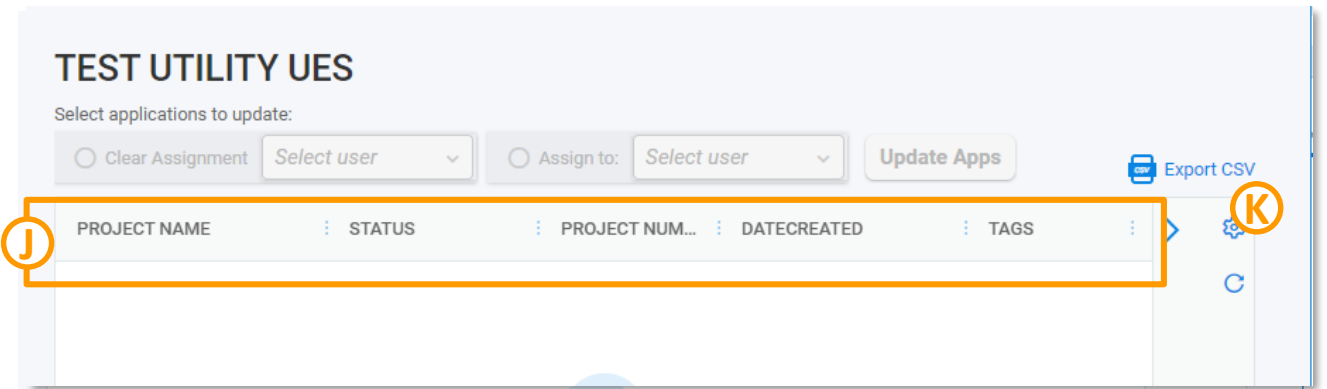 TEST UTILITY UES
Select applications to update:
Clear Assignment Select user Assign to: Select user Update Apps
CSV Export CSV
J PROJECT NAME STATUS PROJECT NUM... DATECREATED TAGS K